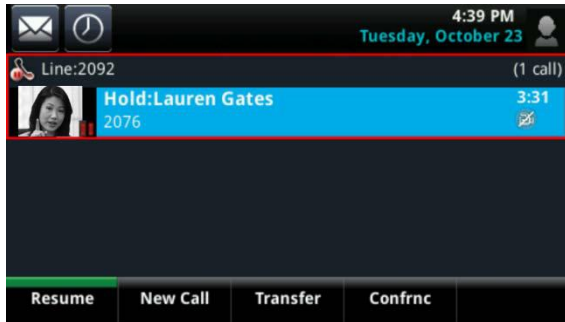 4:39 PM
Tuesday, October 23
Line:2092 (1 call)
Hold:Lauren Gates 3:31
2076
Resume New Call Transfer Confrnc